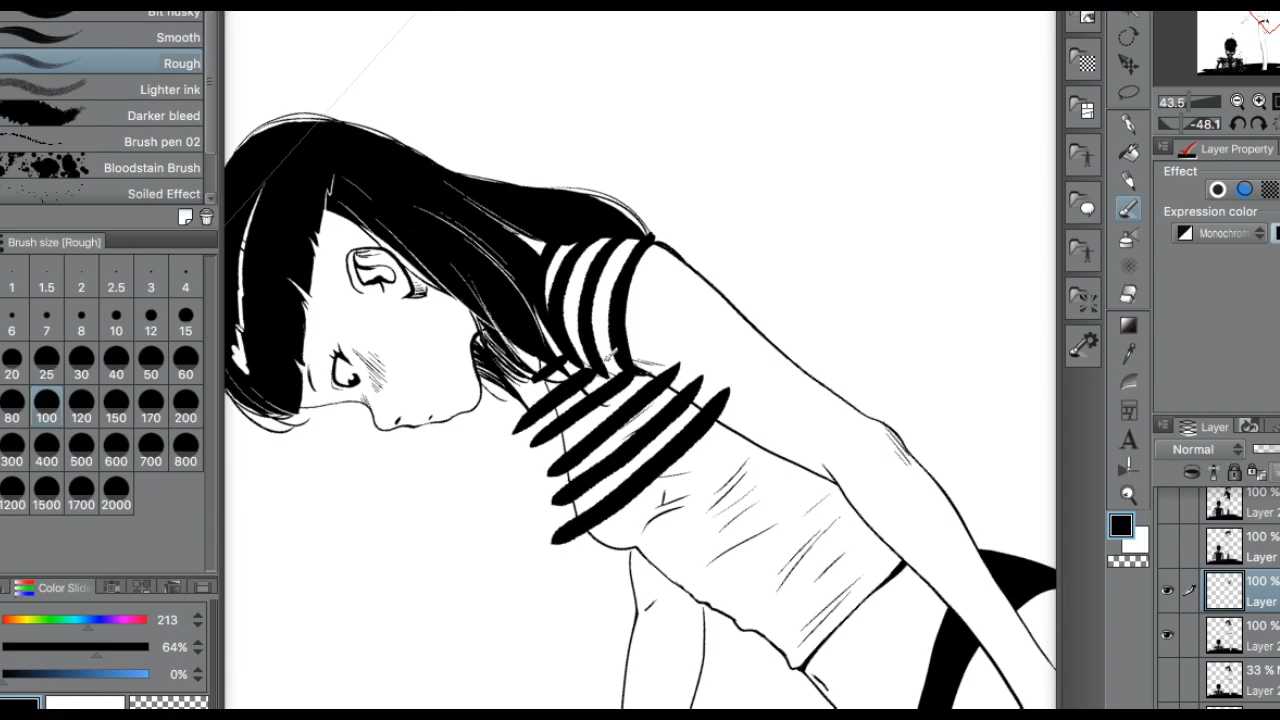 Bit husky
Smooth
Rough
Lighter ink
Darker bleed
Brush pen 02
Bloodstain Brush
Soiled Effect
Brush size [Rough]
1 1.5 2 2.5 3 4
6 7 8 10 12 15
20 25 30 40 50 60
80 100 120 150 170 200
300 400 500 600 700 800
1200 1500 1700 2000
Color Slid
213
64%
0%
43.5
-48.1
Layer Property
Effect
Expression color
Monochrom
Layer
Normal
100 %
Layer 2
100 %
Layer
100 %
Layer
100 %
Layer 2
33 % N
Layer 2